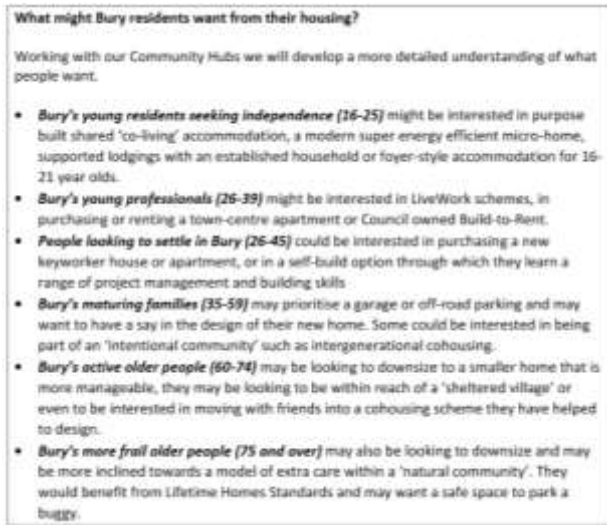 What might Bury residents want from their housing?
Working with our Community Hubs we will develop a more detailed understanding of what
people want.
• Bury's young residents seeking independence (16-25) might be interested in purpose
built shared 'co-living' accommodation, a modern super energy efficient micro-home,
supported lodgings with an established household or foyer-style accommodation for 16-
21 year olds.
• Bury's young professionals (26-39) might be interested in LiveWork schemes, in
purchasing or renting a town-centre apartment or Council owned Build-to-Rent.
• People looking to settle in Bury (26-45) could be interested in purchasing a new
keyworker house or apartment, or in a self-build option through which they learn a
range of project management and building skills
• Bury's maturing families (35-59) may prioritise a garage or off-road parking and may
want to have a say in the design of their new home. Some could be interested in being
part of an 'intentional community' such as intergenerational cohousing.
• Bury's active older people (60-74) may be looking to downsize to a smaller home that is
more manageable, they may be looking to be within reach of a 'sheltered village' or
even to be interested in moving with friends into a cohousing scheme they have helped
to design.
• Bury's more frail older people (75 and over) may also be looking to downsize and may
be more inclined towards a model of extra care within a 'natural community'. They
would benefit from Lifetime Homes Standards and may want a safe space to park a
buggy.